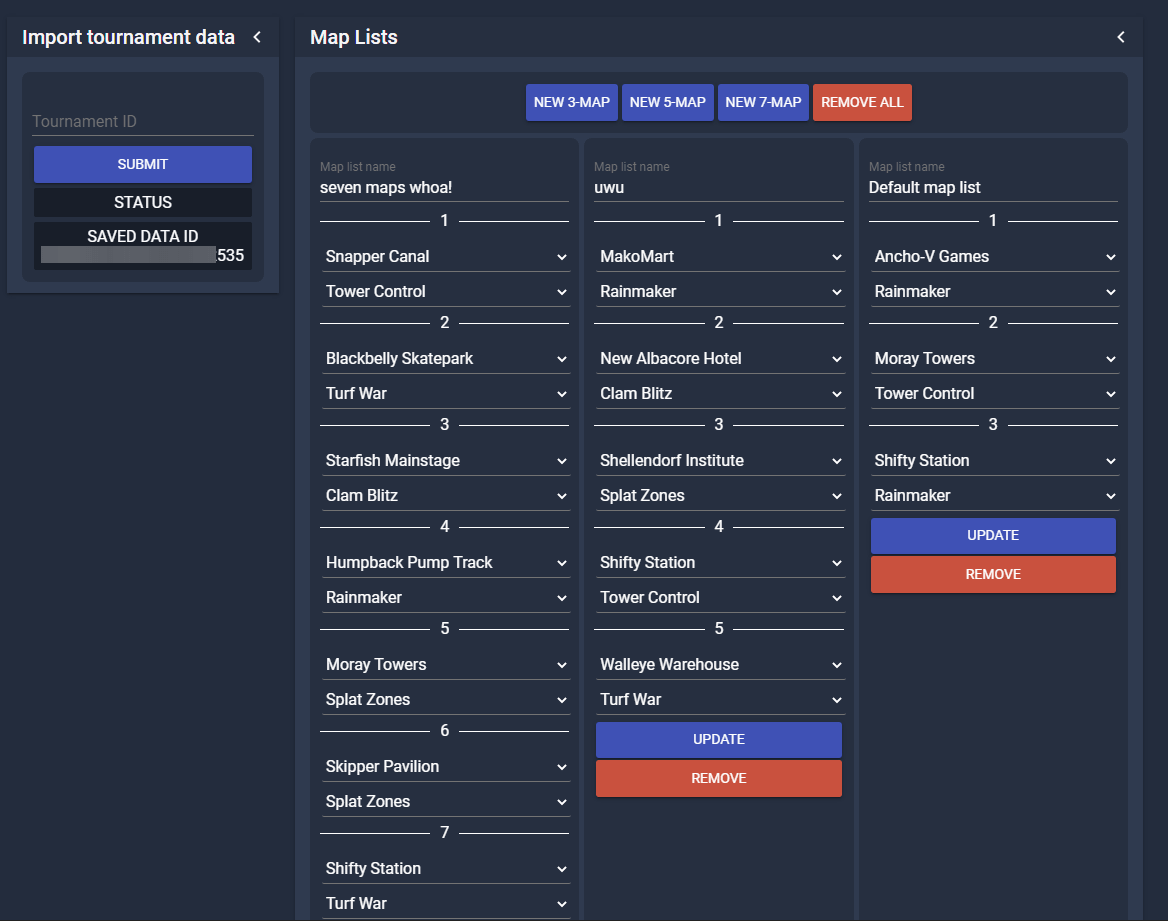 Import tournament data
Tournament ID
SUBMIT
STATUS
SAVED DATA ID
535
Map Lists
NEW 3-MAP
NEW 5-MAP
NEW 7-MAP
REMOVE ALL
Map list name
seven maps whoa!
1
Snapper Canal
Tower Control
2
Blackbelly Skatepark
Turf War
3
Starfish Mainstage
Clam Blitz
4
Humpback Pump Track
Rainmaker
5
Moray Towers
Splat Zones
6
Skipper Pavilion
Splat Zones
7
Shifty Station
Turf War
Map list name
uwu
1
MakoMart
Rainmaker
2
New Albacore Hotel
Clam Blitz
3
Shellendorf Institute
Splat Zones
4
Shifty Station
Tower Control
5
Walleye Warehouse
Turf War
UPDATE
REMOVE
Map list name
Default map list
1
Ancho-V Games
Rainmaker
2
Moray Towers
Tower Control
3
Shifty Station
Rainmaker
UPDATE
REMOVE